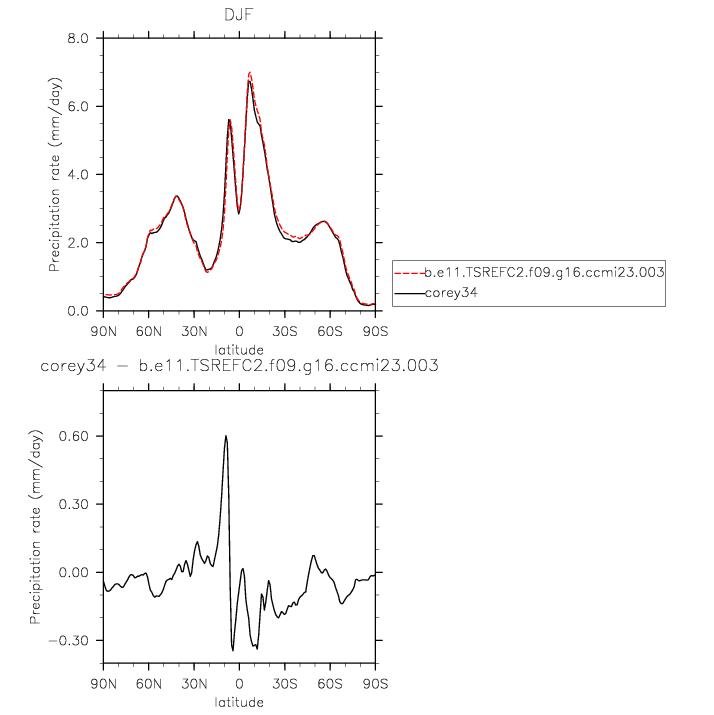 DJF
8.0
6.0
4.0
2.0
0.0
Precipitation rate (mm/day)
90N 60N 30N 0 30S 60S 90S
latitude
b.e11.TSREFC2.f09.g16.ccmi23.003
corey34
corey34 − b.e11.TSREFC2.f09.g16.ccmi23.003
0.60
0.30
0.00
−0.30
Precipitation rate (mm/day)
90N 60N 30N 0 30S 60S 90S
latitude